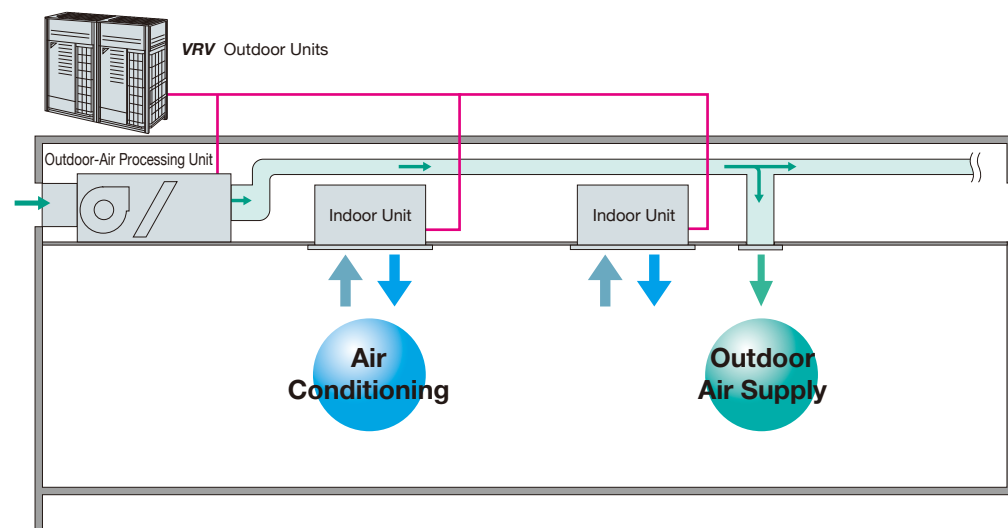 VRV Outdoor Units
Outdoor-Air Processing Unit
Indoor Unit
Indoor Unit
Air
Conditioning
Outdoor
Air Supply